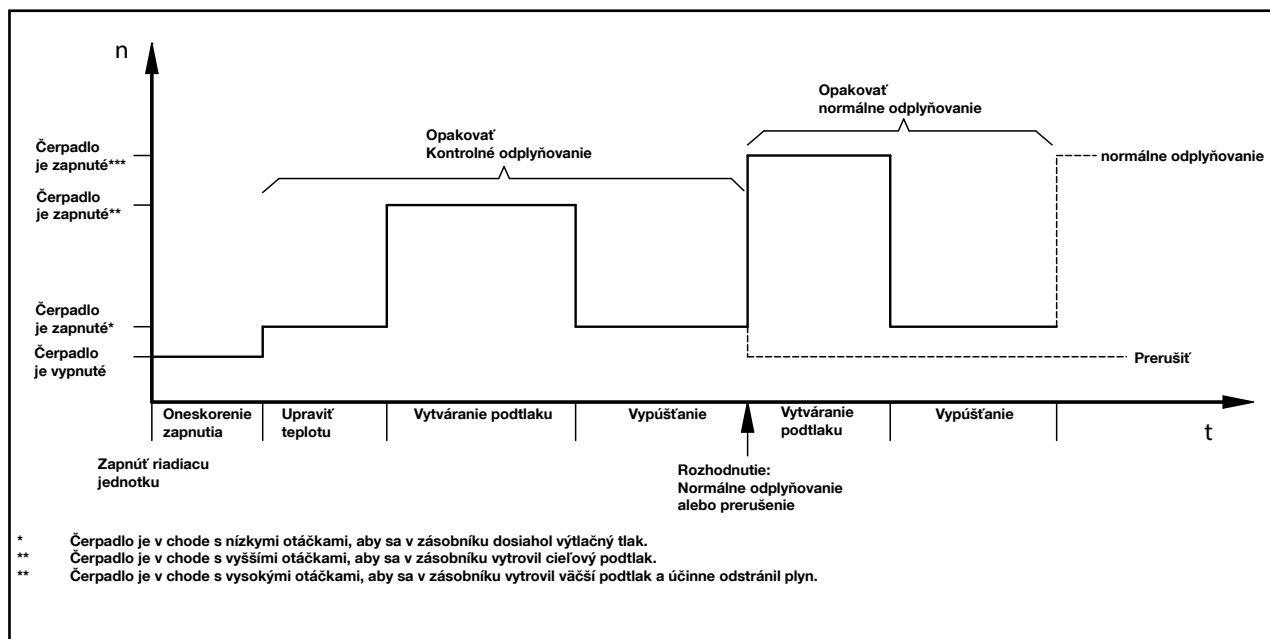 n
Opakovať
normálne odplyňovanie
Opakovať
Kontrolné odplyňovanie
Čerpadlo
je zapnuté***
normálne odplyňovanie
Čerpadlo
je zapnuté**
Čerpadlo
je zapnuté*
Čerpadlo
je vypnuté
Prerušiť
Oneskorenie
zapnutia
Upraviť
teplotu
Vytváranie podtlaku
Vypúšťanie
Vytváranie
podtlaku
Vypúšťanie
t
Zapnúť riadiacu
jednotku
Rozhodnutie:
Normálne odplyňovanie
alebo prerušenie
* Čerpadlo je v chode s nízkymi otáčkami, aby sa v zásobníku dosiahol výtlačný tlak.
** Čerpadlo je v chode s vyššími otáčkami, aby sa v zásobníku vytrovil cieľový podtlak.
** Čerpadlo je v chode s vysokými otáčkami, aby sa v zásobníku vytrovil väčší podtlak a účinne odstránil plyn.